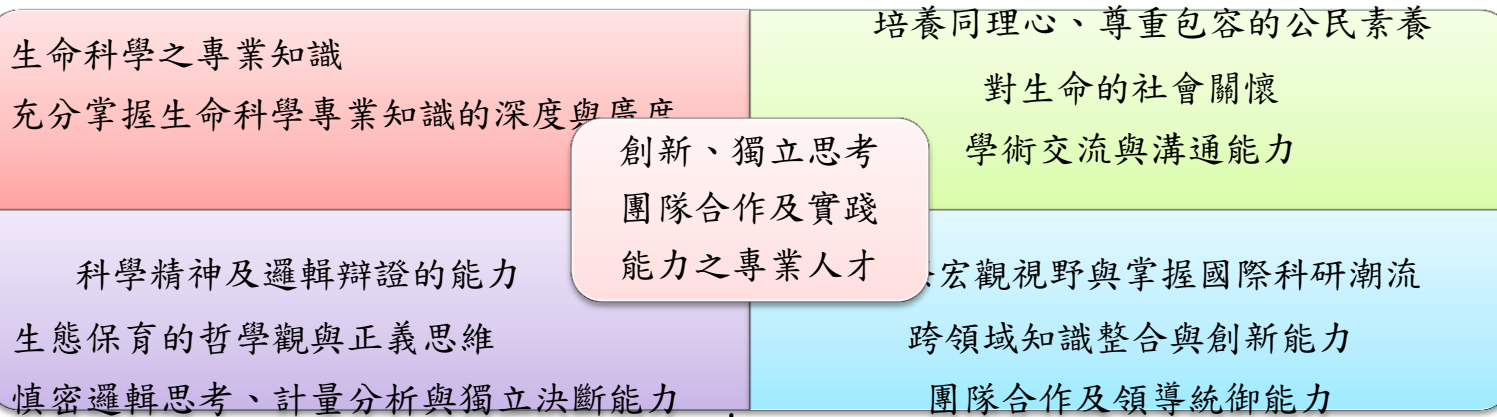 生命科學之專業知識
充分掌握生命科學專業知識的深度與廣度
培養同理心、尊重包容的公民素養
對生命的社會關懷
學術交流與溝通能力
創新、獨立思考
團隊合作及實踐
能力之專業人才
科學精神及邏輯辯證的能力
生態保育的哲學觀與正義思維
慎密邏輯思考、計量分析與獨立決斷能力
宏觀視野與掌握國際科研潮流
跨領域知識整合與創新能力
團隊合作及領導統御能力